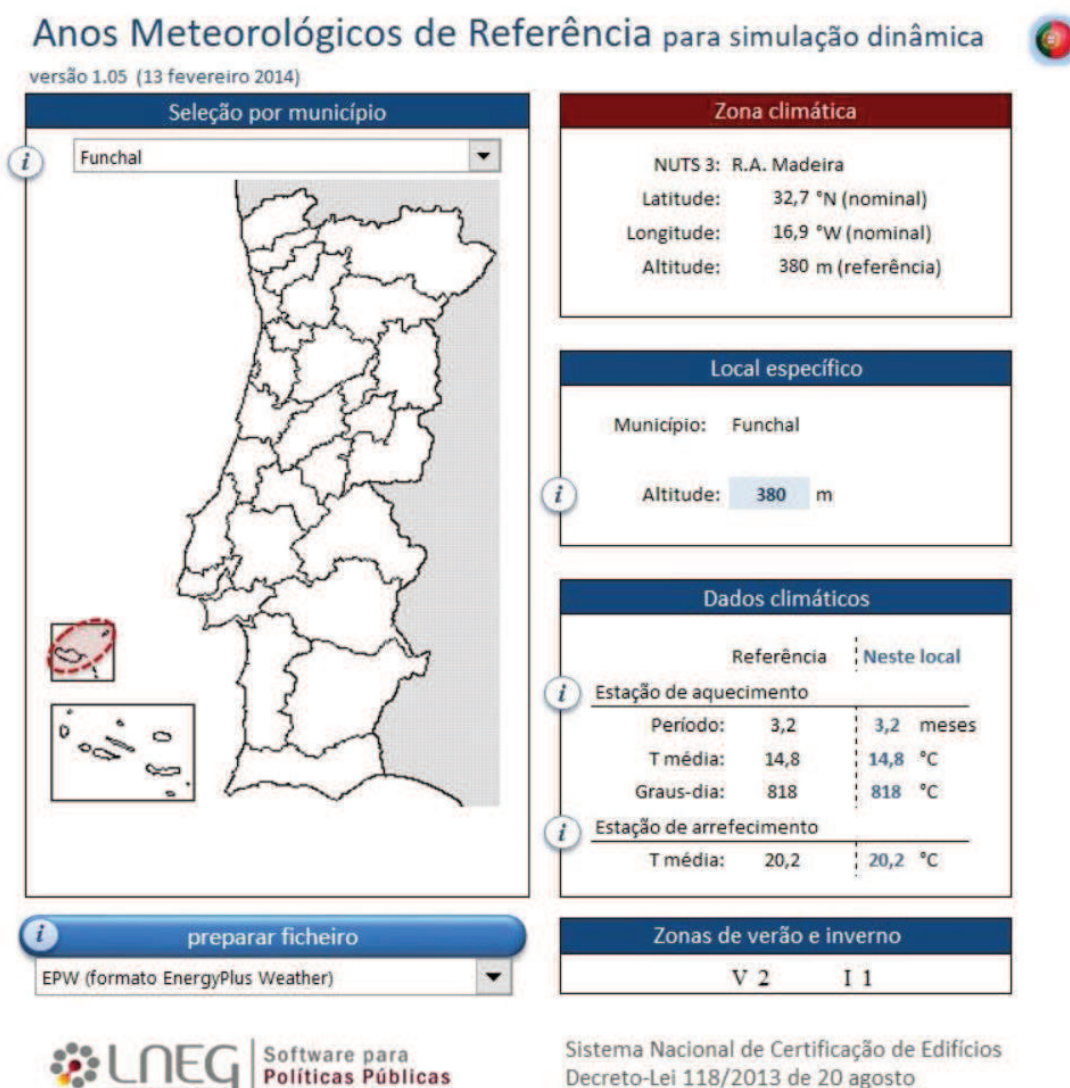 Anos Meteorológicos de Referência para simulação dinâmica
versão 1.05 (13 fevereiro 2014)
Seleção por município
i
Funchal
Zona climática
NUTS 3: R.A. Madeira
Latitude: 32,7 °N (nominal)
Longitude: 16,9 °W (nominal)
Altitude: 380 m (referência)
Local específico
Município: Funchal
i
Altitude: 380 m
Dados climáticos
Referência Neste local
i
Estação de aquecimento
Período: 3,2 3,2 meses
T média: 14,8 14,8 °C
Graus-dia: 818 818 °C
i
Estação de arrefecimento
T média: 20,2 20,2 °C
i
preparar ficheiro
EPW (formato EnergyPlus Weather)
Zonas de verão e inverno
V 2 I 1
LNEG
Software para
Políticas Públicas
Sistema Nacional de Certificação de Edifícios
Decreto-Lei 118/2013 de 20 agosto